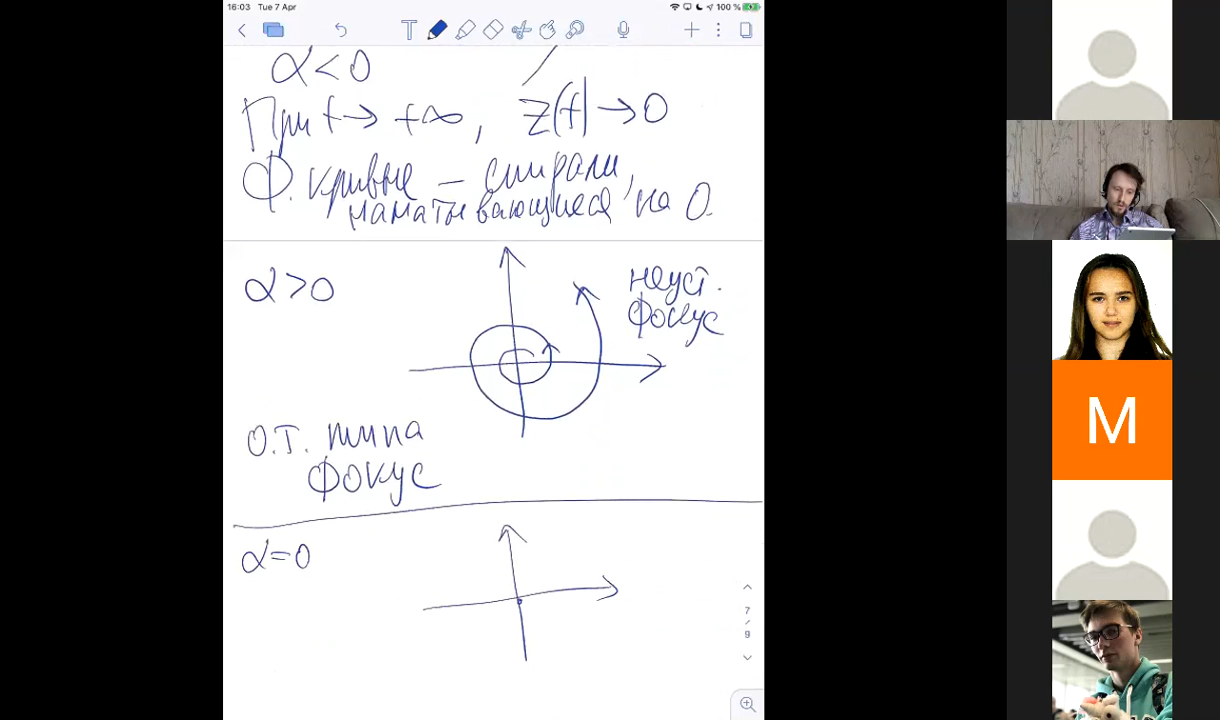 16:03 Tue 7 Apr
100 %
α<0
При t→ +∞, z(t)→0
Ф. кривые – спирали,
наматывающиеся на 0.
α>0
неуст.
фокус
О.Т. типа
фокус
α=0
7
/
9
M